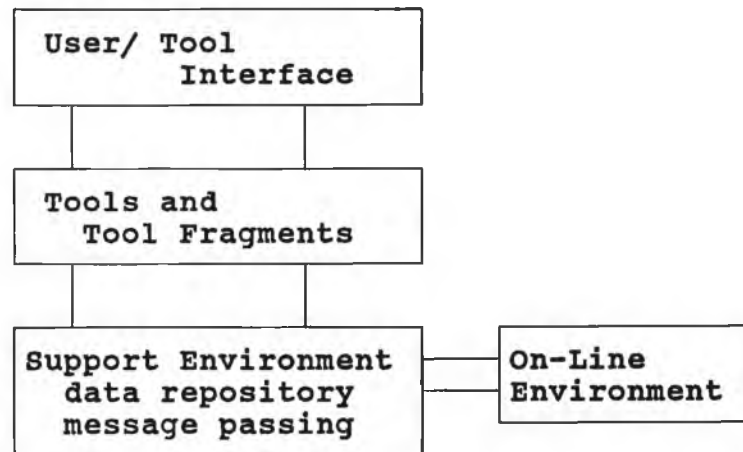 User/ Tool
Interface
Tools and
Tool Fragments
Support Environment
data repository
message passing
On-Line
Environment